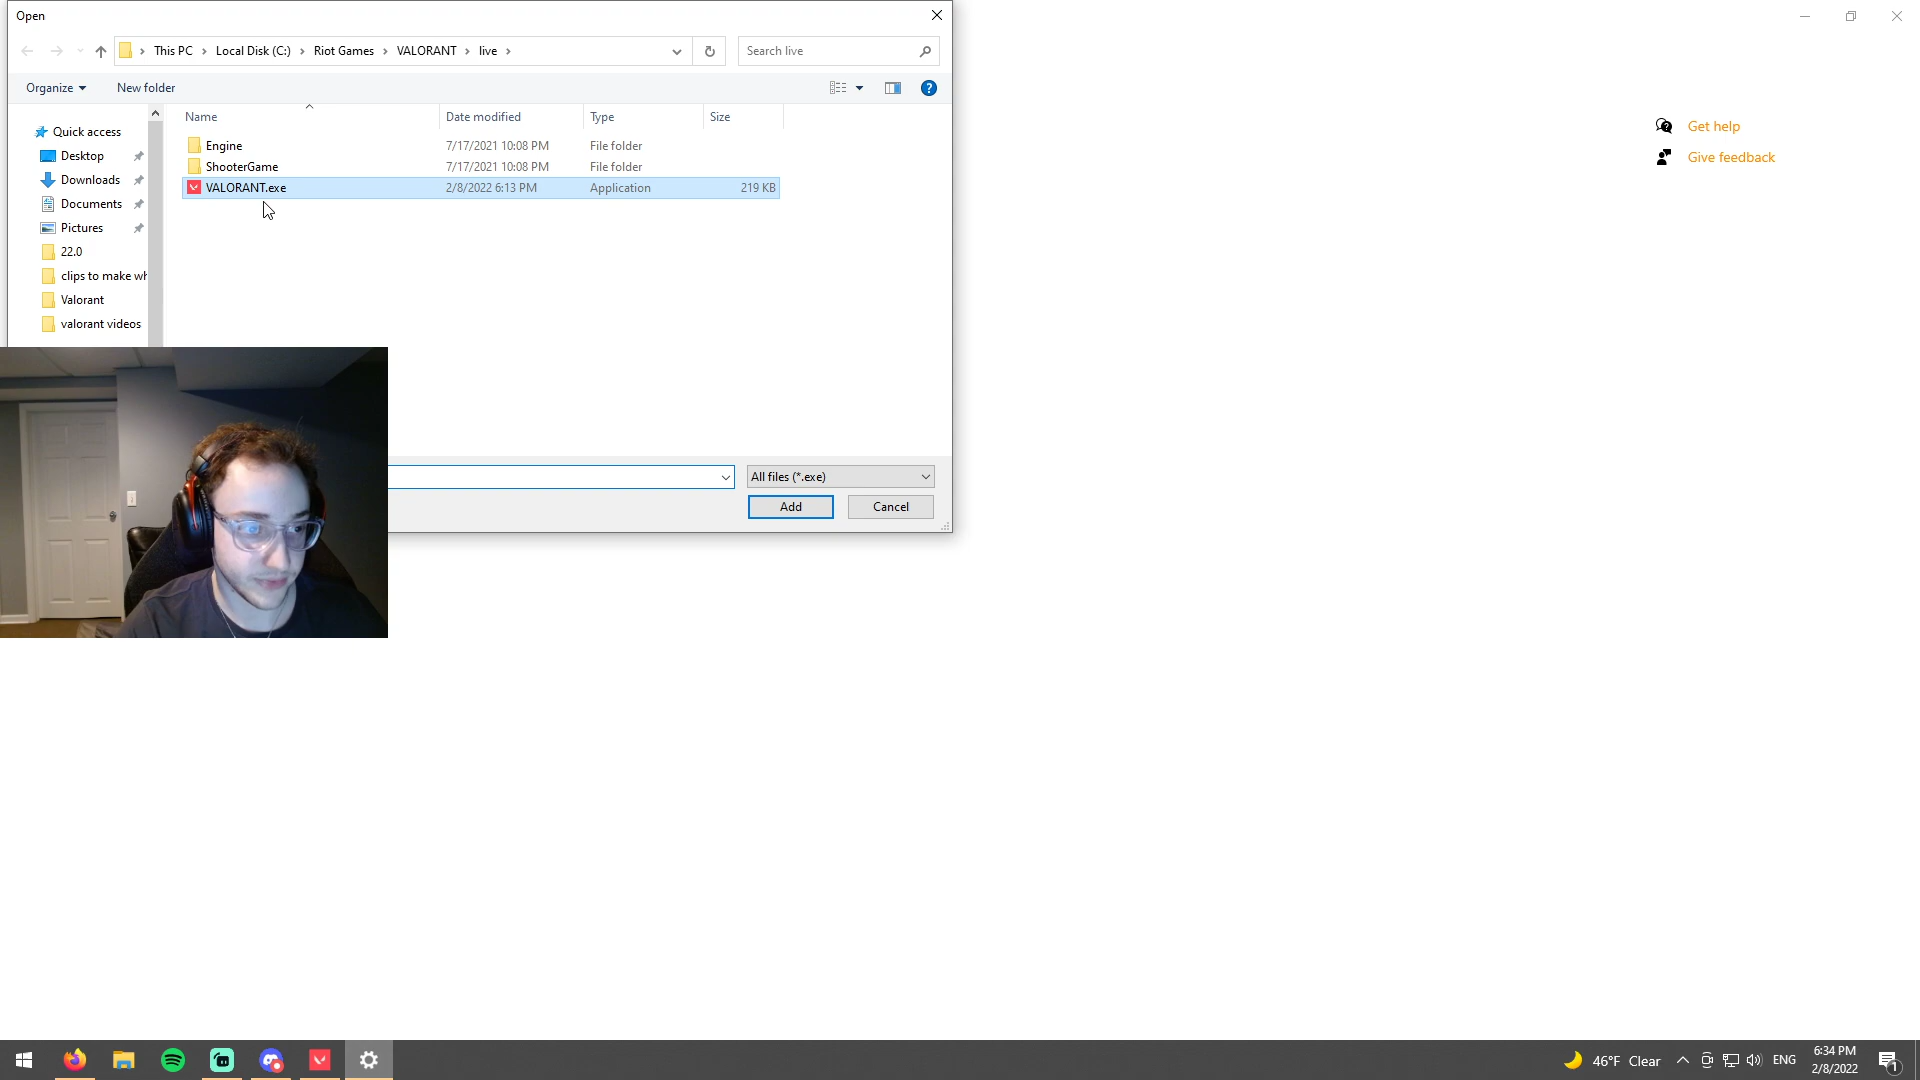 Open
This PC > Local Disk (C:) > Riot Games > VALORANT > live >
Search live
Organize
New folder
Name
Date modified
Type
Size
Quick access
Desktop
Downloads
Documents
Pictures
22.0
clips to make wh
Valorant
valorant videos
Engine 7/17/2021 10:08 PM File folder
ShooterGame 7/17/2021 10:08 PM File folder
VALORANT.exe 2/8/2022 6:13 PM Application 219 KB
All files (*.exe)
Add
Cancel
Get help
Give feedback
46°F Clear
ENG
6:34 PM
2/8/2022
1